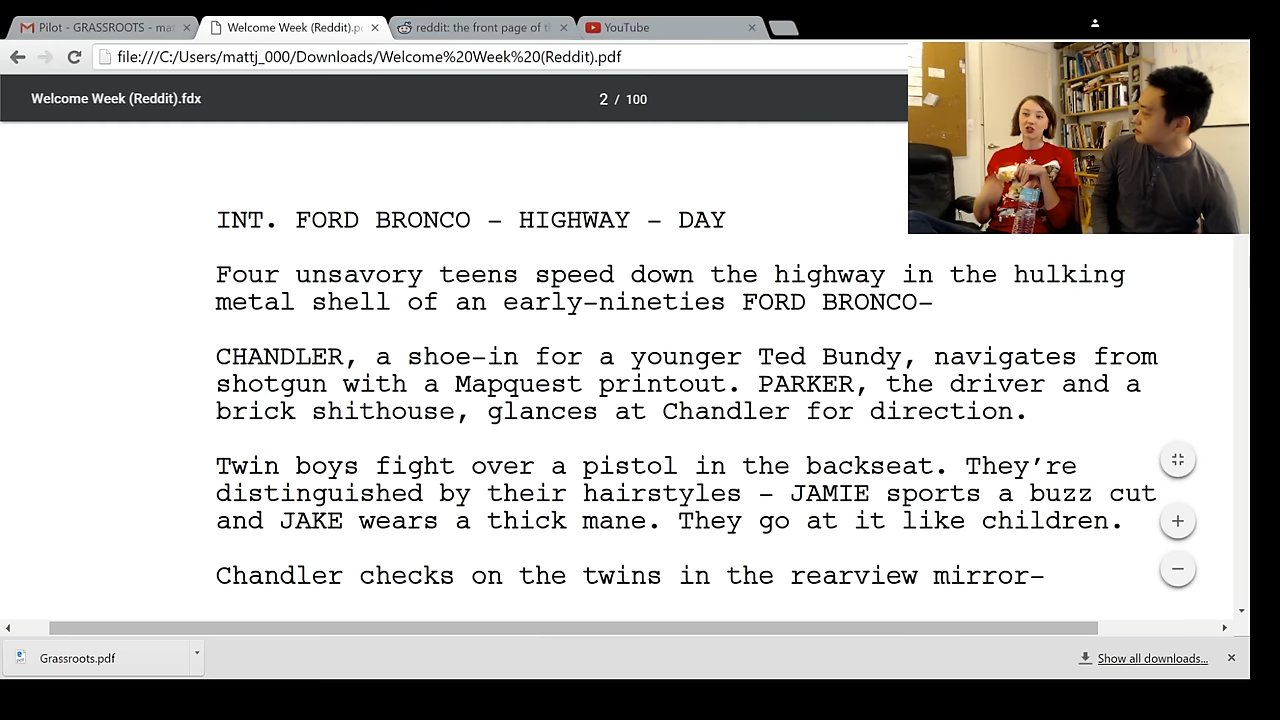 Pilot - GRASSROOTS - ma
Welcome Week (Reddit).p
reddit: the front page of t
YouTube
file:///C:/Users/mattj_000/Downloads/Welcome%20Week%20(Reddit).pdf
Welcome Week (Reddit).fdx
2 / 100
INT. FORD BRONCO – HIGHWAY – DAY
Four unsavory teens speed down the highway in the hulking
metal shell of an early-nineties FORD BRONCO–
CHANDLER, a shoe-in for a younger Ted Bundy, navigates from
shotgun with a Mapquest printout. PARKER, the driver and a
brick shithouse, glances at Chandler for direction.
Twin boys fight over a pistol in the backseat. They’re
distinguished by their hairstyles – JAMIE sports a buzz cut
and JAKE wears a thick mane. They go at it like children.
Chandler checks on the twins in the rearview mirror–
Grassroots.pdf
Show all downloads...